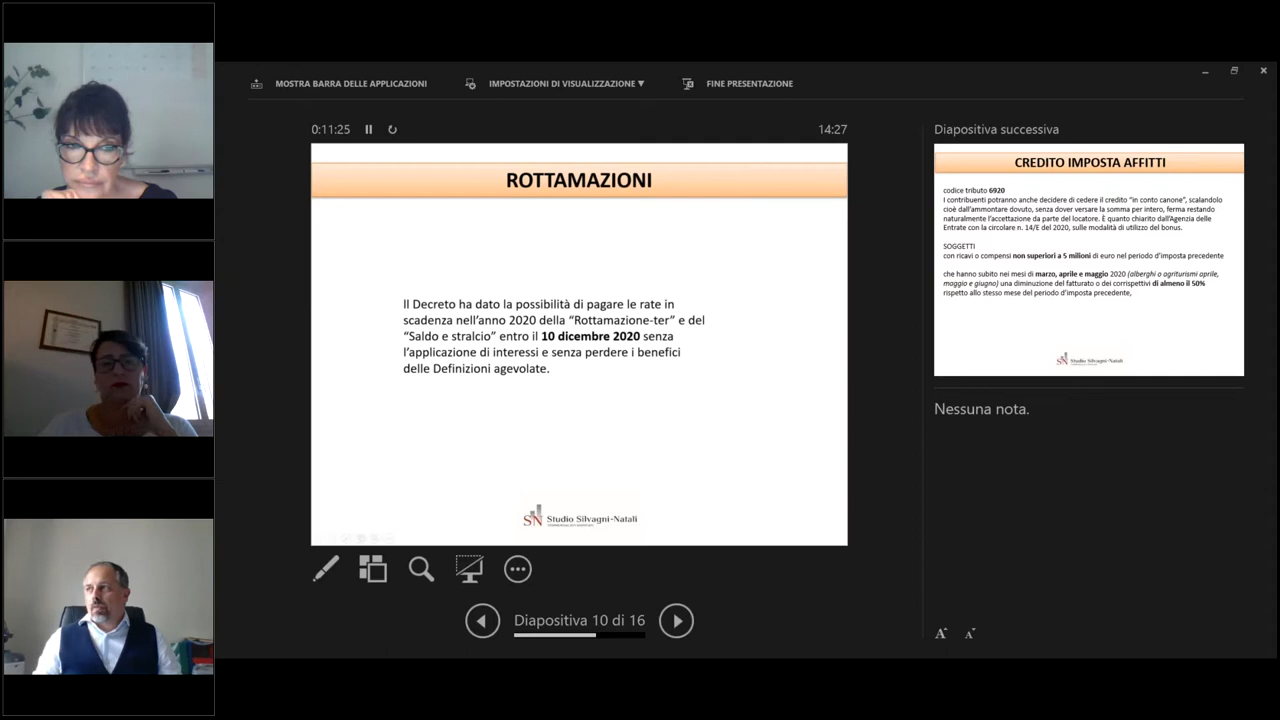 MOSTRA BARRA DELLE APPLICAZIONI
IMPOSTAZIONI DI VISUALIZZAZIONE ▼
FINE PRESENTAZIONE
0:11:25
14:27
ROTTAMAZIONI
Il Decreto ha dato la possibilità di pagare le rate in
scadenza nell’anno 2020 della “Rottamazione-ter” e del
“Saldo e stralcio” entro il 10 dicembre 2020 senza
l’applicazione di interessi e senza perdere i benefici
delle Definizioni agevolate.
SN Studio Silvagni-Natali
Diapositiva 10 di 16
Diapositiva successiva
CREDITO IMPOSTA AFFITTI
codice tributo 6920
I contribuenti potranno anche decidere di cedere il credito “in conto canone”, scalandolo
cioè dall’ammontare dovuto, senza dover versare la somma per intero, ferma restando
naturalmente l’accettazione da parte del locatore. È quanto chiarito dall’Agenzia delle
Entrate con la circolare n. 14/E del 2020, sulle modalità di utilizzo del bonus.
SOGGETTI
con ricavi o compensi non superiori a 5 milioni di euro nel periodo d’imposta precedente
che hanno subito nei mesi di marzo, aprile e maggio 2020 (alberghi o agriturismi aprile,
maggio e giugno) una diminuzione del fatturato o dei corrispettivi di almeno il 50%
rispetto allo stesso mese del periodo d’imposta precedente,
SN Studio Silvagni-Natali
Nessuna nota.
A A